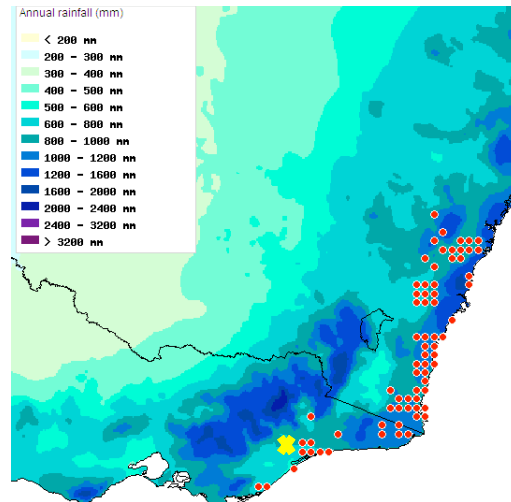 Annual rainfall (mm)
< 200 mm
200 - 300 mm
300 - 400 mm
400 - 500 mm
500 - 600 mm
600 - 800 mm
800 - 1000 mm
1000 - 1200 mm
1200 - 1600 mm
1600 - 2000 mm
2000 - 2400 mm
2400 - 3200 mm
> 3200 mm